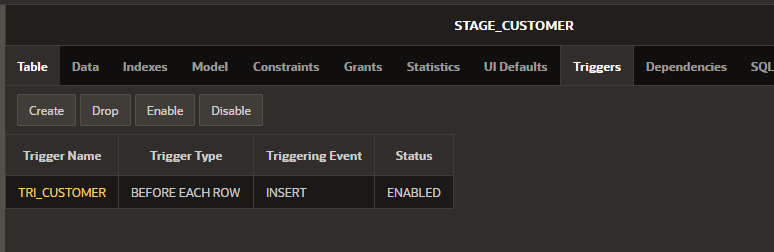 STAGE_CUSTOMER
Table Data Indexes Model Constraints Grants Statistics UI Defaults Triggers Dependencies SQL
Create Drop Enable Disable
Trigger Name Trigger Type Triggering Event Status
TRI_CUSTOMER BEFORE EACH ROW INSERT ENABLED